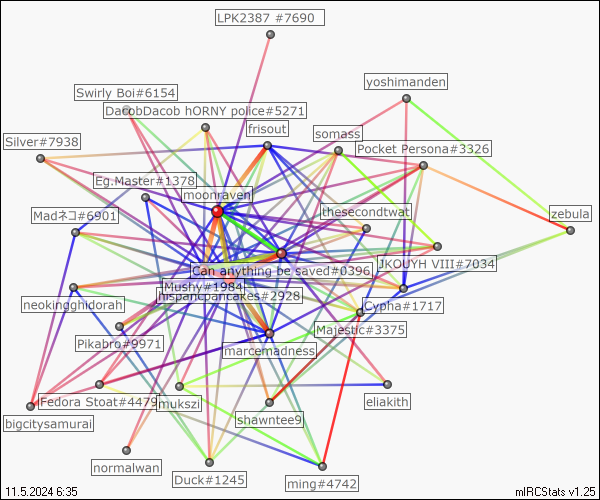 LPK2387 #7690
yoshimanden
Swirly Boi#6154
DacobDacob hORNY police#5271
frisout
somass
Silver#7938
Pocket Persona#3326
Eg.Master#1378
moonraven
thesecondtwat
Madネコ#6901
zebula
JKOUYH VIII#7034
Can anything be saved#0396
Mushy#1984
hispancpancakes#2928
neokingghidorah
Cypha#1717
Majestic#3375
Pikabro#9971
marcemadness
eliakith
Fedora Stoat#4479
mukszi
shawntee9
bigcitysamurai
normalwan
Duck#1245
ming#4742
11.5.2024 6:35
mIRCStats v1.25